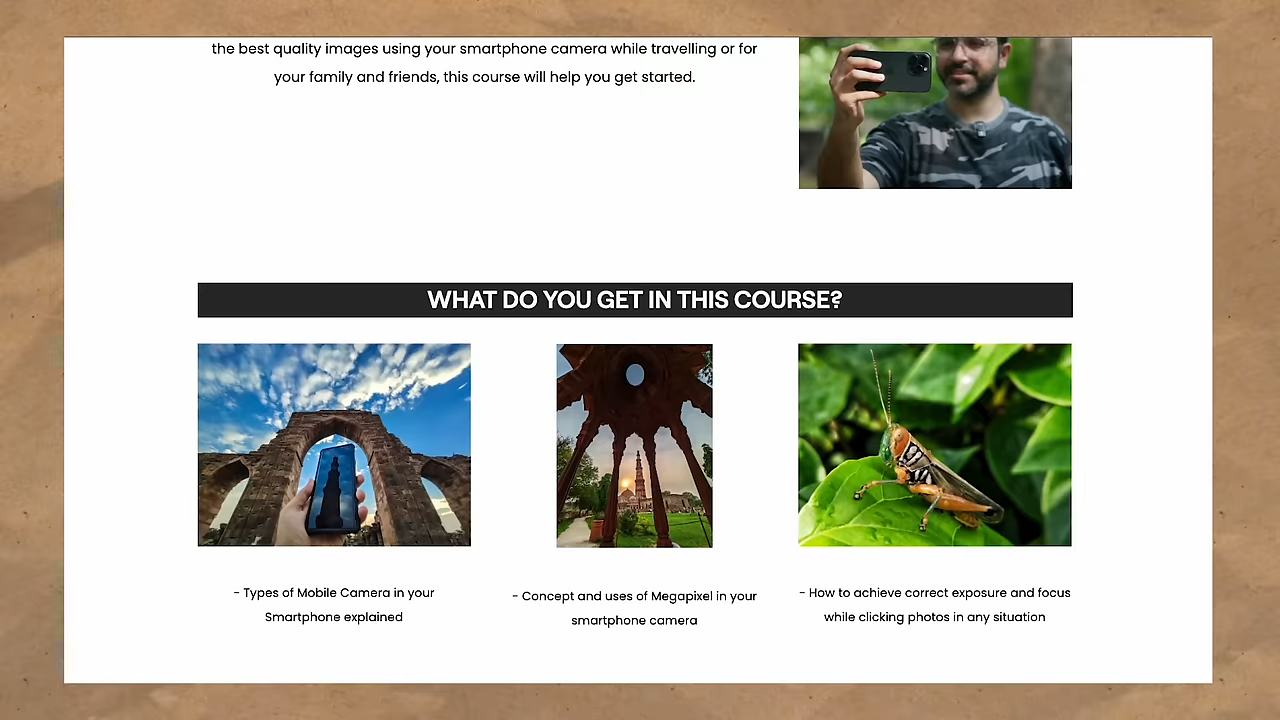 the best quality images using your smartphone camera while travelling or for
your family and friends, this course will help you get started.
WHAT DO YOU GET IN THIS COURSE?
- Types of Mobile Camera in your
Smartphone explained
- Concept and uses of Megapixel in your
smartphone camera
- How to achieve correct exposure and focus
while clicking photos in any situation